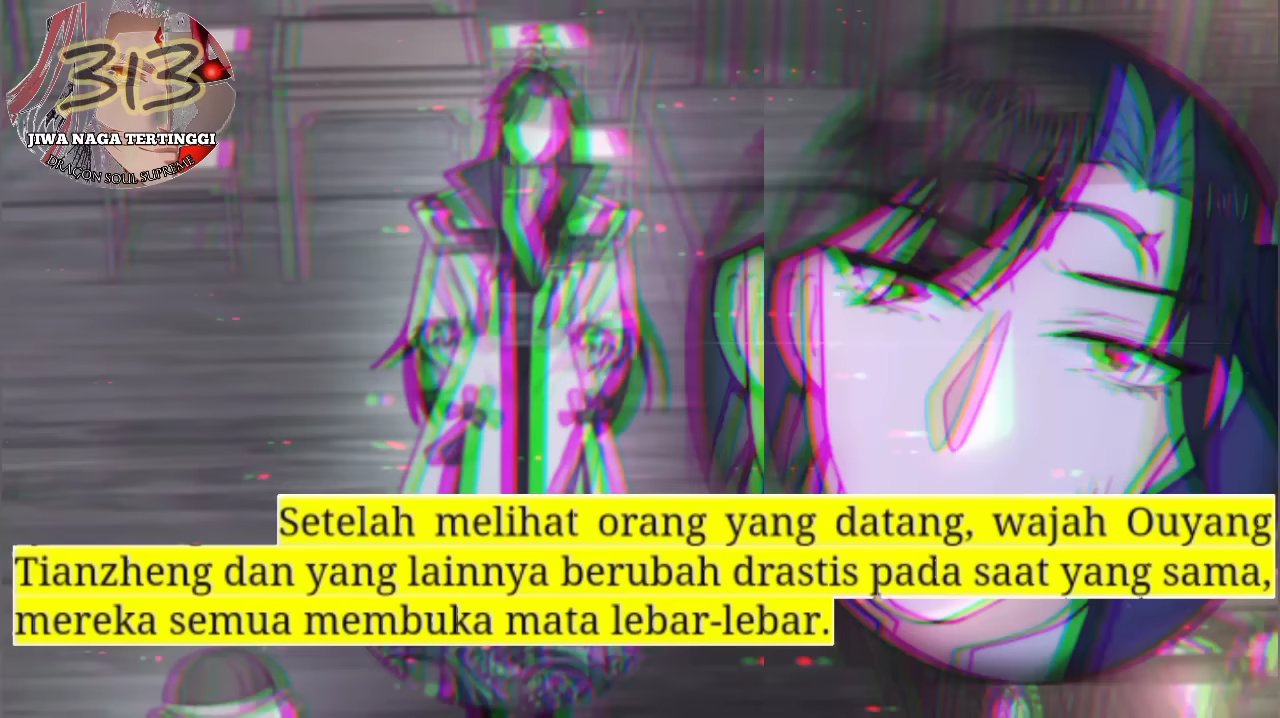 313
JIWA NAGA TERTINGGI
DRAGON SOUL SUPREME
Setelah melihat orang yang datang, wajah Ouyang
Tianzheng dan yang lainnya berubah drastis pada saat yang sama,
mereka semua membuka mata lebar-lebar.